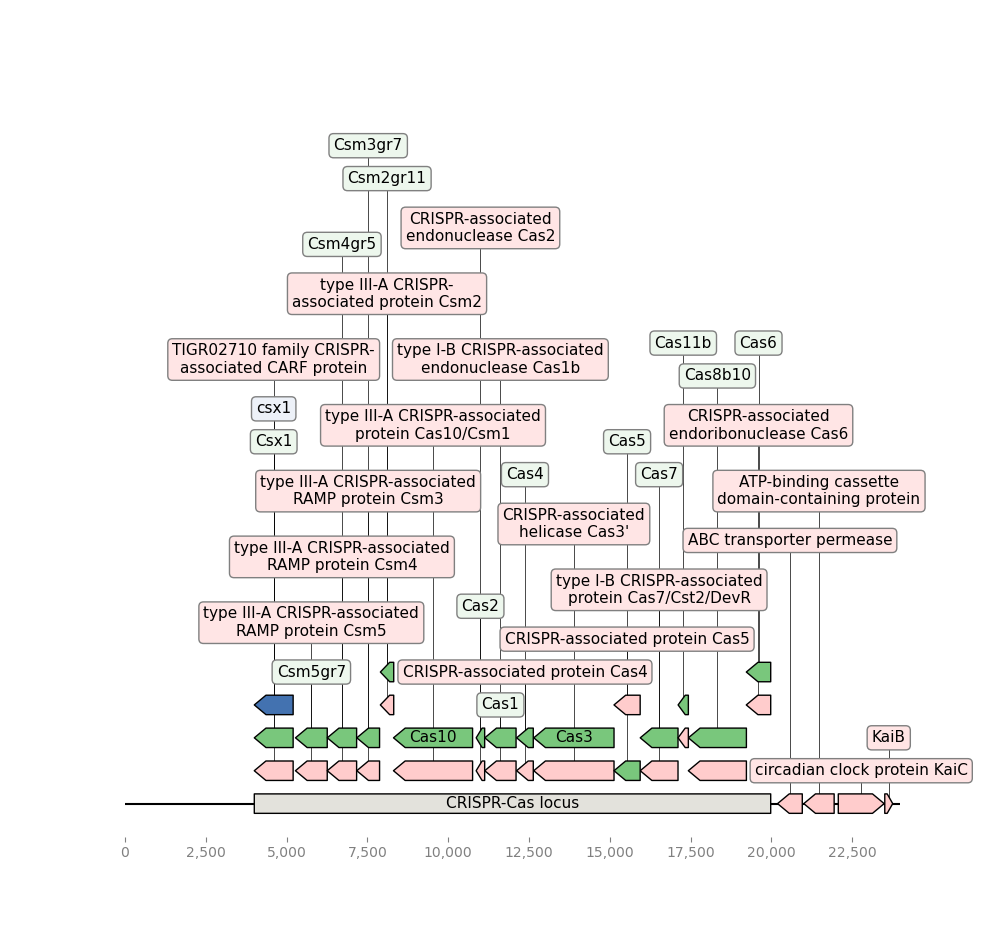 Csm3gr7
Csm2gr11
CRISPR-associated
endonuclease Cas2
Csm4gr5
type III-A CRISPR-
associated protein Csm2
TIGR02710 family CRISPR-
associated CARF protein
type I-B CRISPR-associated
endonuclease Cas1b
Cas11b
Cas6
Cas8b10
csx1
type III-A CRISPR-associated
protein Cas10/Csm1
CRISPR-associated
endoribonuclease Cas6
Csx1
Cas5
type III-A CRISPR-associated
RAMP protein Csm3
Cas4
Cas7
ATP-binding cassette
domain-containing protein
CRISPR-associated
helicase Cas3'
ABC transporter permease
type III-A CRISPR-associated
RAMP protein Csm4
type I-B CRISPR-associated
protein Cas7/Cst2/DevR
Cas2
type III-A CRISPR-associated
RAMP protein Csm5
CRISPR-associated protein Cas5
Csm5gr7
CRISPR-associated protein Cas4
Cas1
Cas10
Cas3
KaiB
circadian clock protein KaiC
CRISPR-Cas locus
0
2,500
5,000
7,500
10,000
12,500
15,000
17,500
20,000
22,500